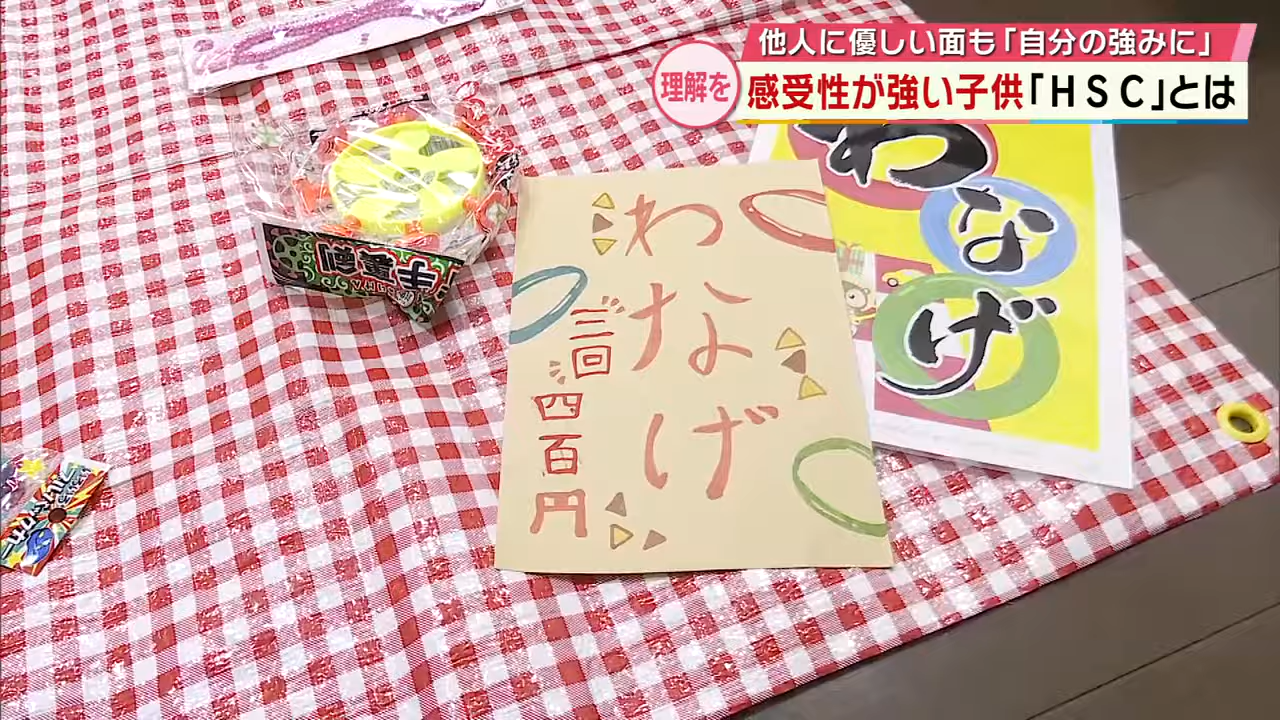 他人に優しい面も「自分の強みに」
理解を
感受性が強い子供「HSC」とは
わなげ
わなげ
三回
四百円